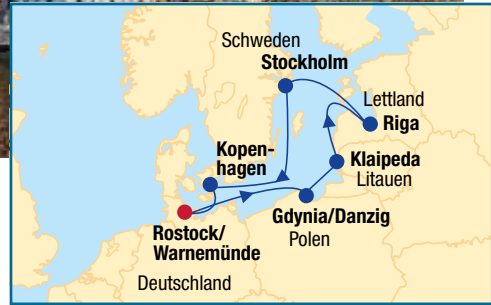 Schweden
Stockholm
Lettland
Riga
Kopen-
hagen
Klaipeda
Litauen
Gdynia/Danzig
Polen
Rostock/
Warnemünde
Deutschland